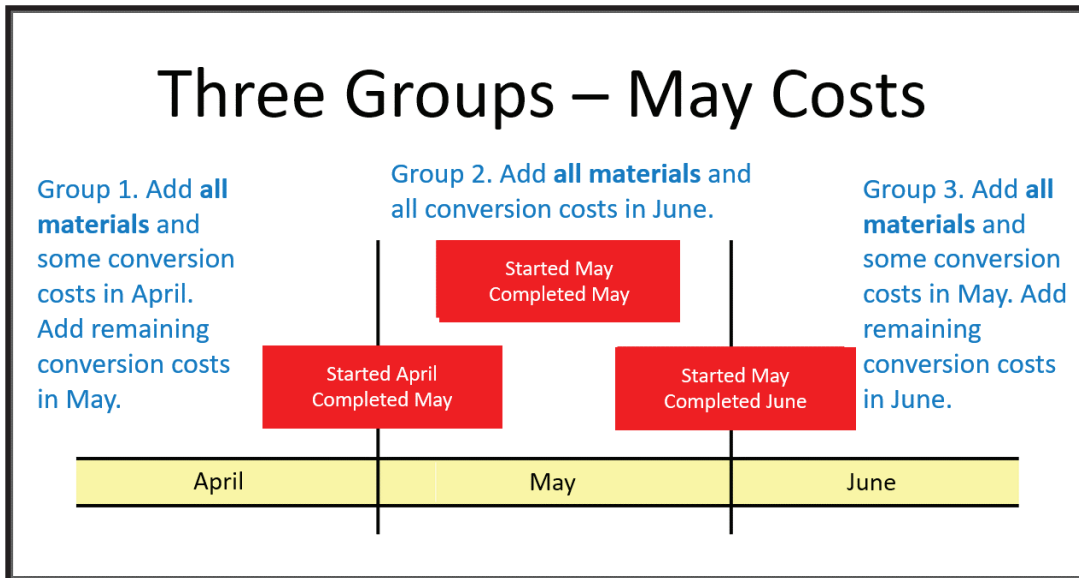 Three Groups – May Costs
Group 1. Add all
materials and
some conversion
costs in April.
Add remaining
conversion costs
in May.
Group 2. Add all materials and
all conversion costs in June.
Group 3. Add all
materials and
some conversion
costs in May. Add
remaining
conversion costs
in June.
Started May
Completed May
Started April
Completed May
Started May
Completed June
April
May
June